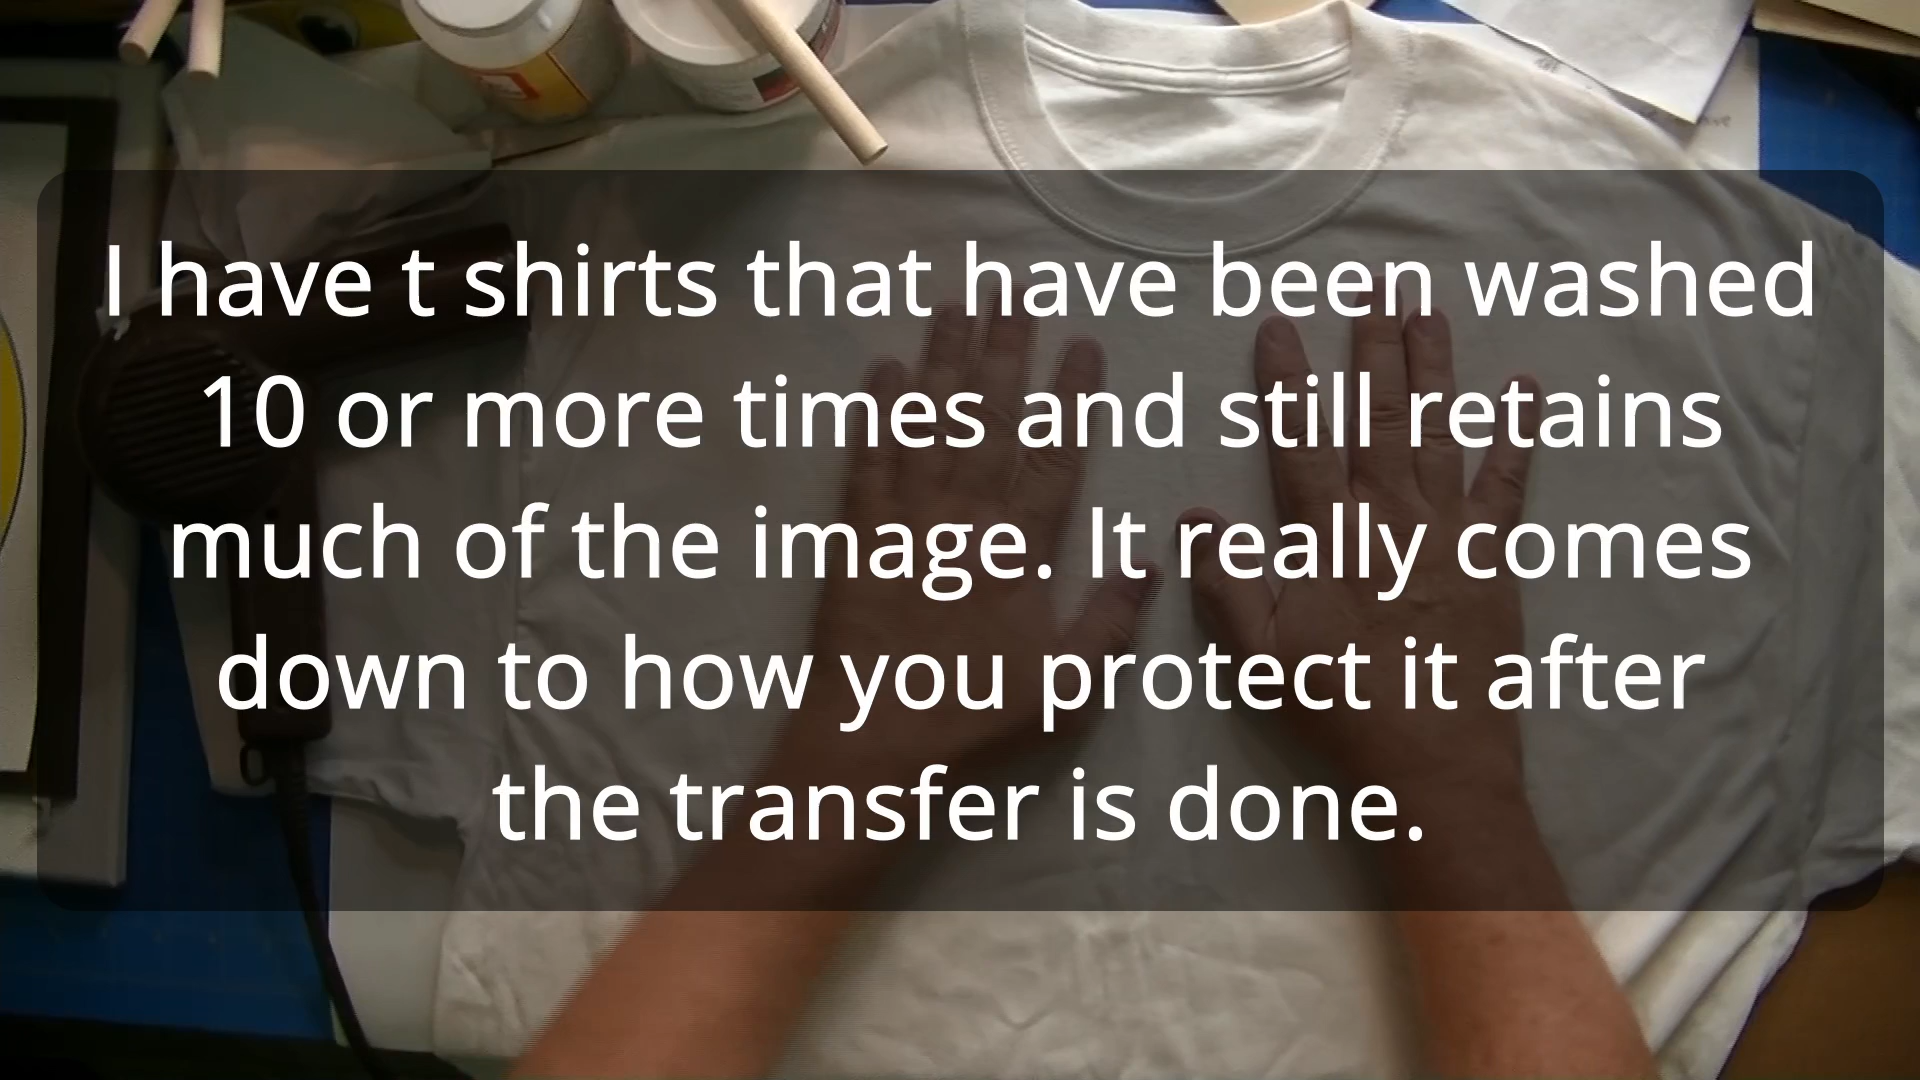 I have t shirts that have been washed
10 or more times and still retains
much of the image. It really comes
down to how you protect it after
the transfer is done.